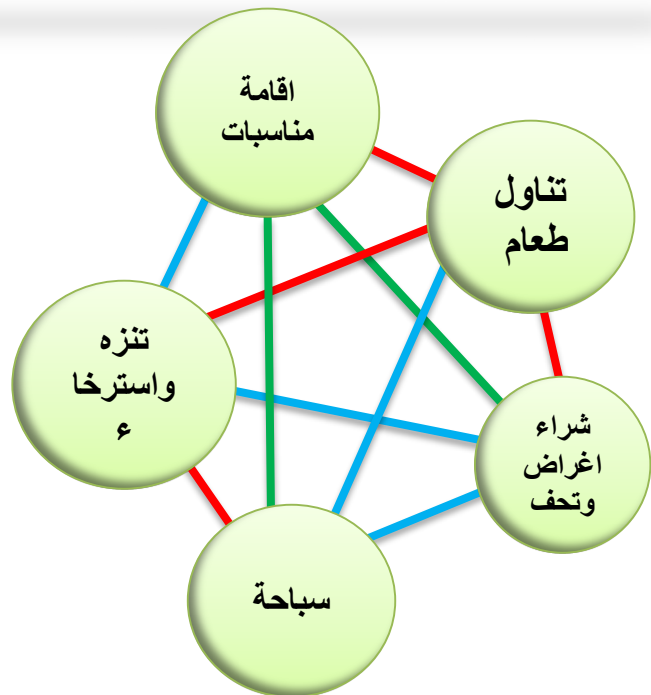 اقامة
مناسبات
تناول
طعام
تنزه
واسترخا
ء
شراء
اغراض
وتحف
سباحة